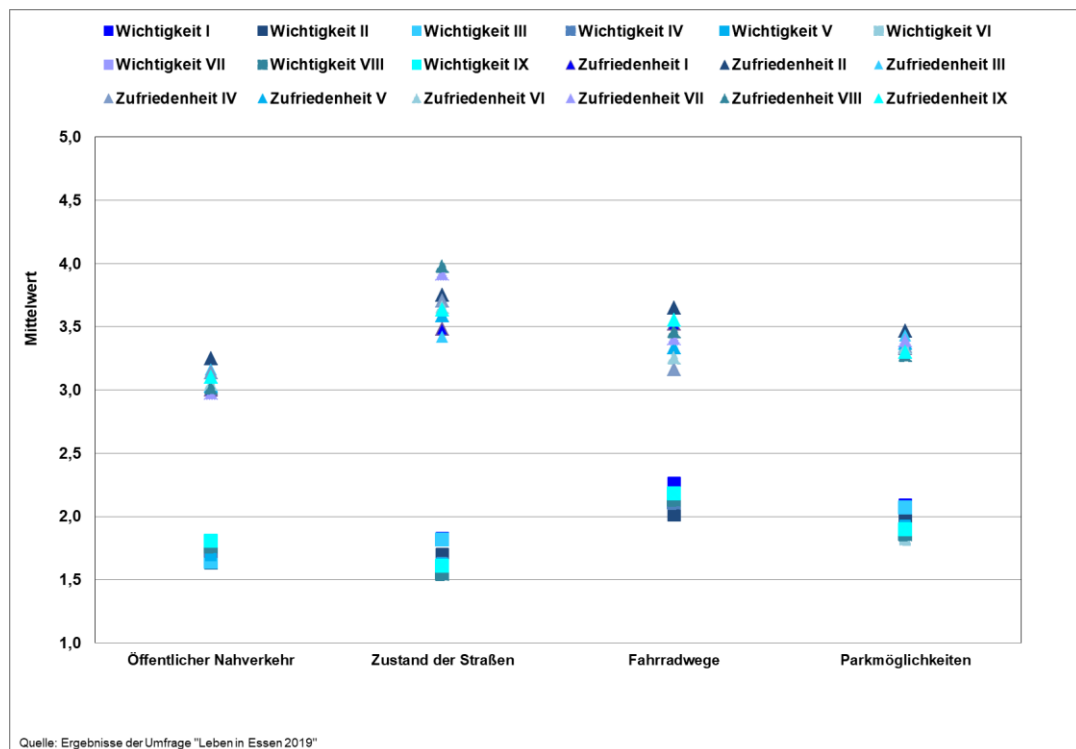 Wichtigkeit I Wichtigkeit II Wichtigkeit III Wichtigkeit IV Wichtigkeit V Wichtigkeit VI
Wichtigkeit VII Wichtigkeit VIII Wichtigkeit IX Zufriedenheit I Zufriedenheit II Zufriedenheit III
Zufriedenheit IV Zufriedenheit V Zufriedenheit VI Zufriedenheit VII Zufriedenheit VIII Zufriedenheit IX
5,0
4,5
4,0
3,5
3,0
2,5
2,0
1,5
1,0
Mittelwert
Öffentlicher Nahverkehr Zustand der Straßen Fahrradwege Parkmöglichkeiten
Quelle: Ergebnisse der Umfrage "Leben in Essen 2019"